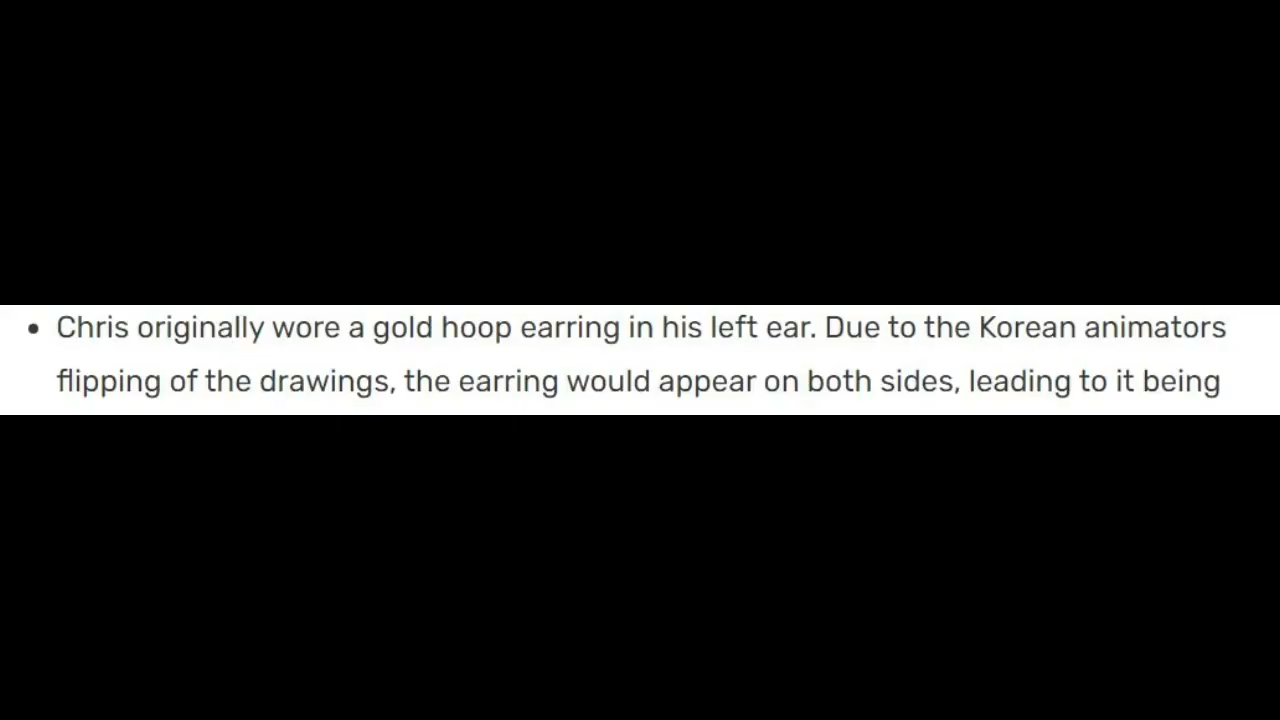 • Chris originally wore a gold hoop earring in his left ear. Due to the Korean animators
flipping of the drawings, the earring would appear on both sides, leading to it being